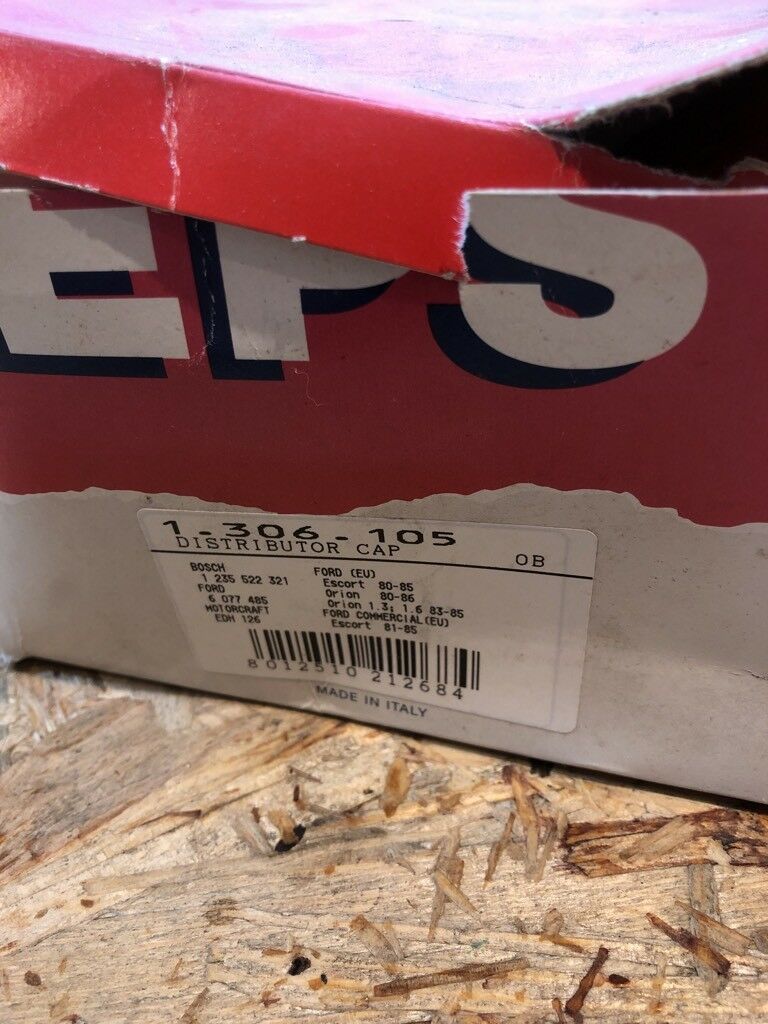 EPS
1.306.105
DISTRIBUTOR CAP OB
BOSCH
1 235 522 321
FORD
6 077 485
MOTORCRAFT
EDH 126
FORD (EU)
Escort 80-85
Orion 80-86
Orion 1.3; 1.6 83-85
FORD COMMERCIAL(EU)
Escort 81-85
8 012510 212684
MADE IN ITALY